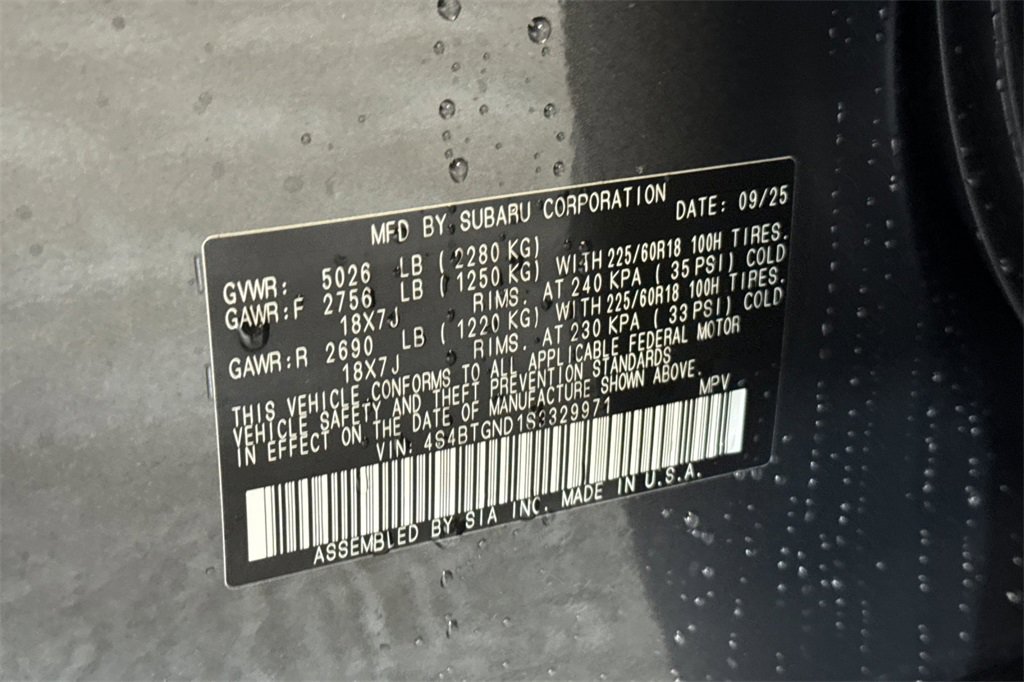 MFD BY SUBARU CORPORATION DATE: 09/25
GVWR: 5026 LB (2280 KG)
GAWR:F 2756 LB (1250 KG) WITH 225/60R18 100H TIRES.
18X7J RIMS. AT 240 KPA (35 PSI) COLD
GAWR:R 2690 LB (1220 KG) WITH 225/60R18 100H TIRES.
18X7J RIMS. AT 230 KPA (33 PSI) COLD
THIS VEHICLE CONFORMS TO ALL APPLICABLE FEDERAL MOTOR
VEHICLE SAFETY AND THEFT PREVENTION STANDARDS
IN EFFECT ON THE DATE OF MANUFACTURE SHOWN ABOVE.
VIN: 4S4BTGND1S3329971 MPV
ASSEMBLED BY SIA INC. MADE IN U.S.A.